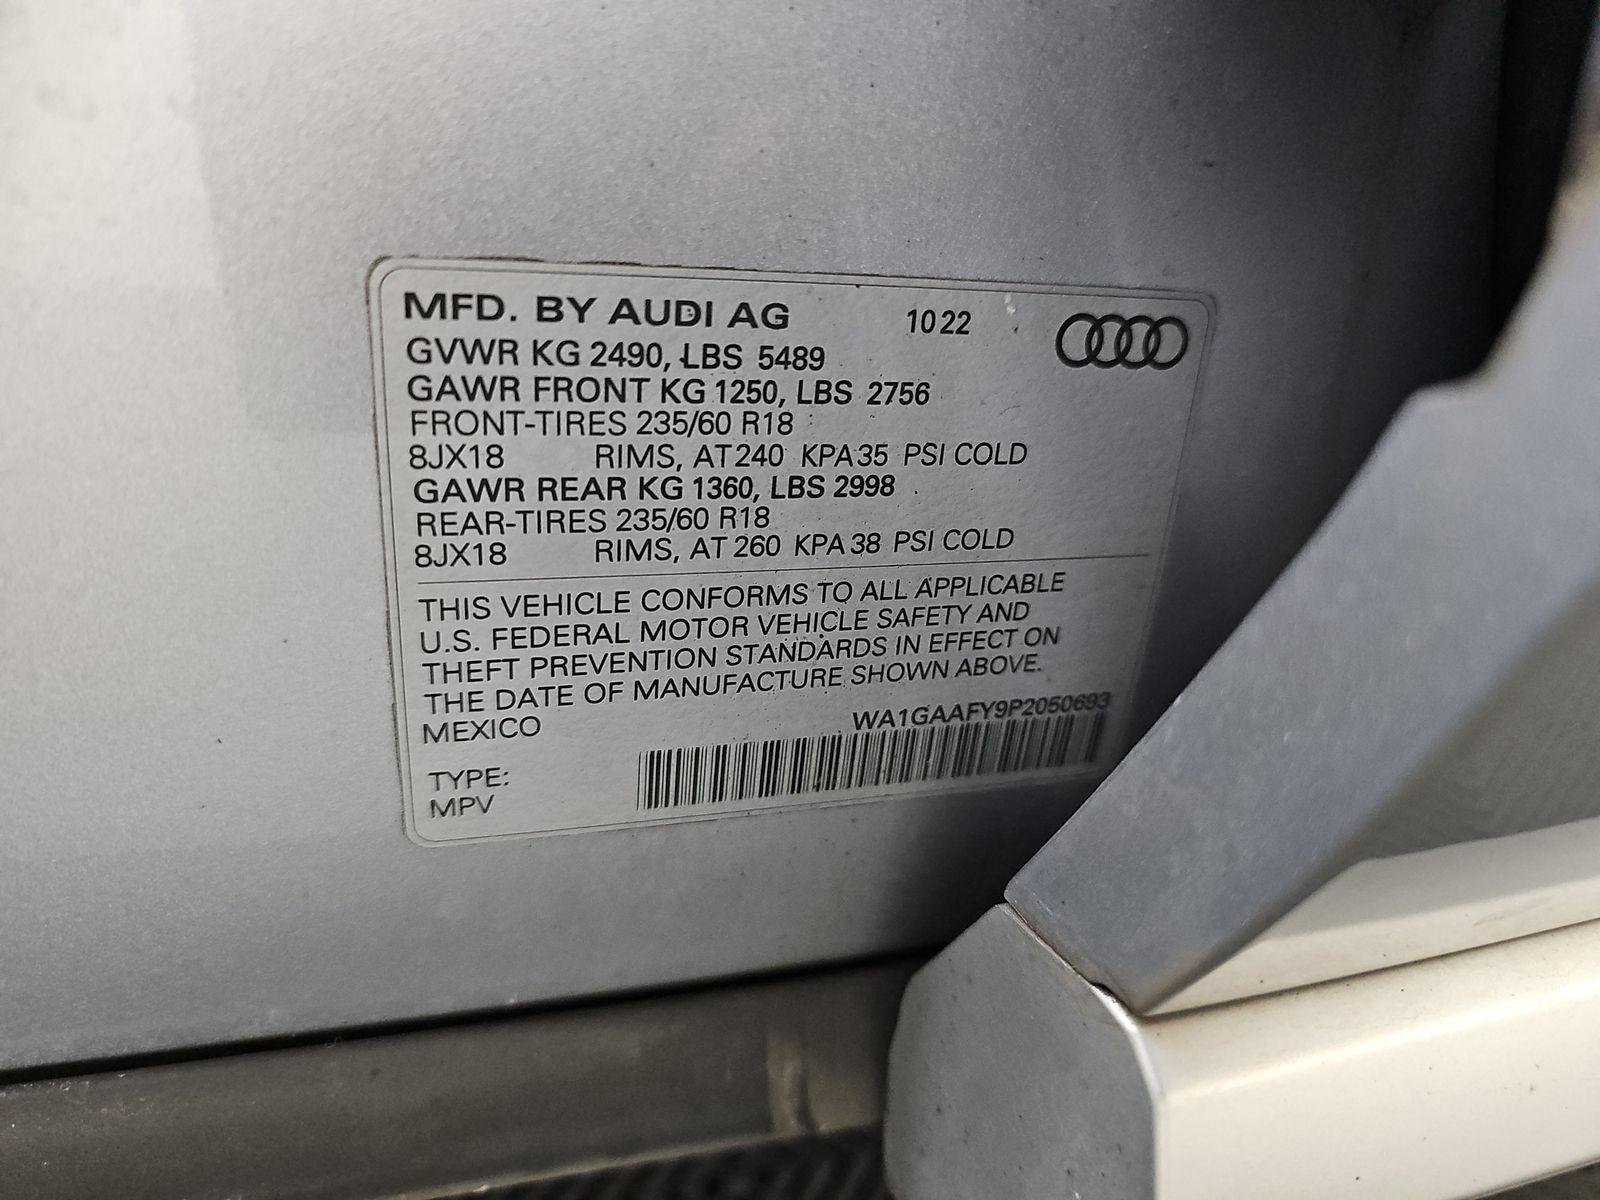 MFD. BY AUDI AG 1022
GVWR KG 2490, LBS 5489
GAWR FRONT KG 1250, LBS 2756
FRONT-TIRES 235/60 R18
8JX18 RIMS, AT 240 KPA 35 PSI COLD
GAWR REAR KG 1360, LBS 2998
REAR-TIRES 235/60 R18
8JX18 RIMS, AT 260 KPA 38 PSI COLD
THIS VEHICLE CONFORMS TO ALL APPLICABLE
U.S. FEDERAL MOTOR VEHICLE SAFETY AND
THEFT PREVENTION STANDARDS IN EFFECT ON
THE DATE OF MANUFACTURE SHOWN ABOVE.
MEXICO WA1GAAFY9P2050693
TYPE:
MPV